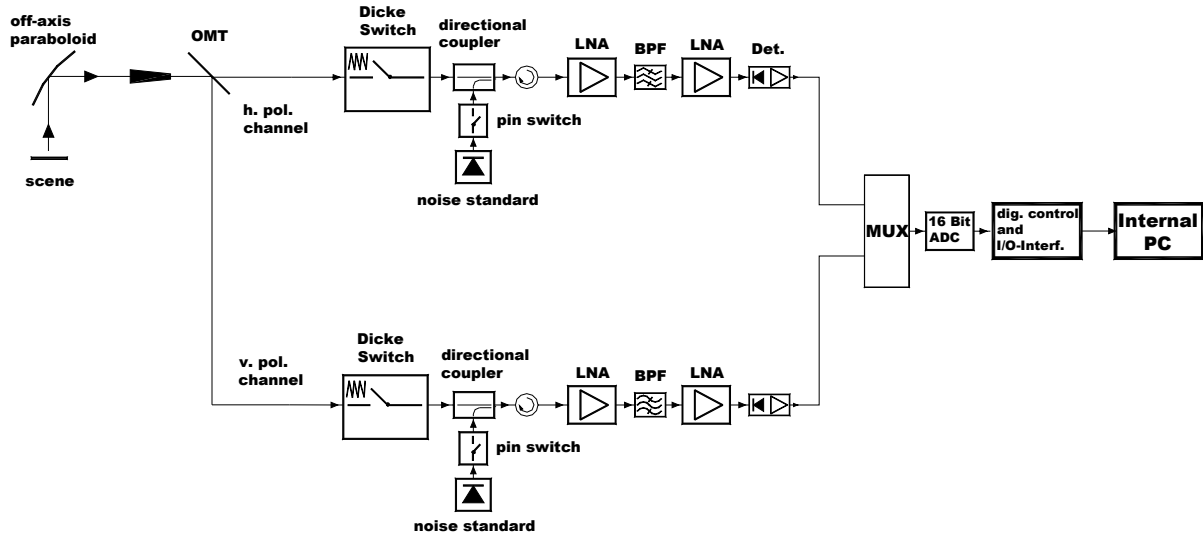 off-axis
paraboloid
OMT
Dicke
Switch
directional
coupler
LNA
BPF
LNA
Det.
h. pol.
channel
pin switch
scene
noise standard
MUX
16 Bit
ADC
dig. control
and
I/O-Interf.
Internal
PC
v. pol.
channel
Dicke
Switch
directional
coupler
LNA
BPF
LNA
pin switch
noise standard